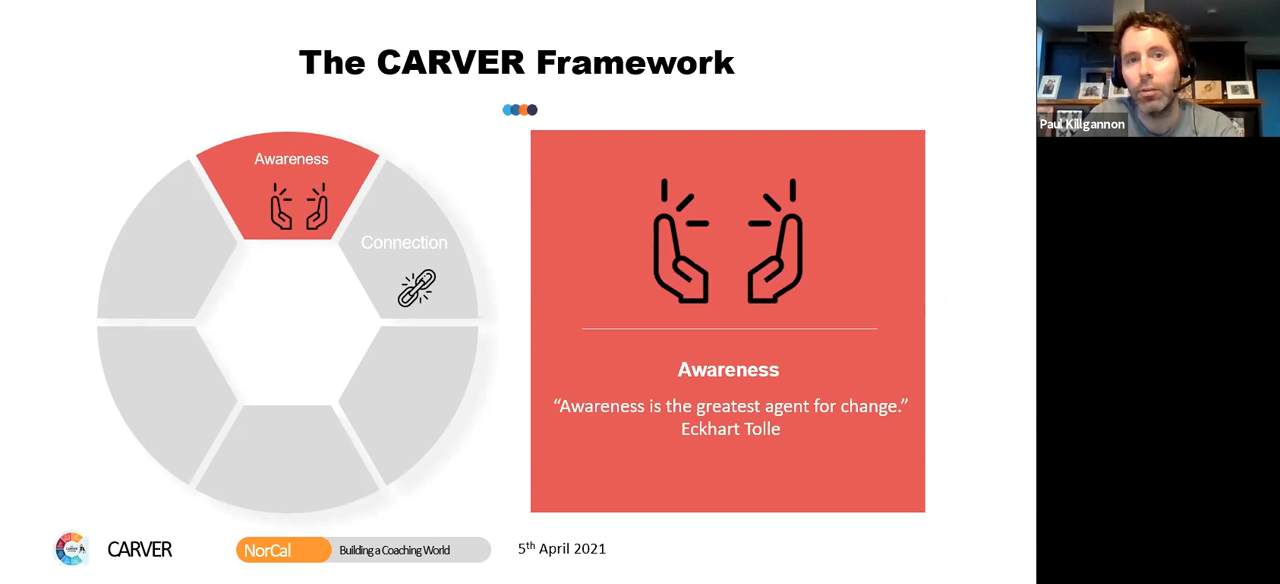 The CARVER Framework
Awareness
Connection
Awareness
“Awareness is the greatest agent for change.”
Eckhart Tolle
CARVER
NorCal
Building a Coaching World
5th April 2021
Paul Killgannon